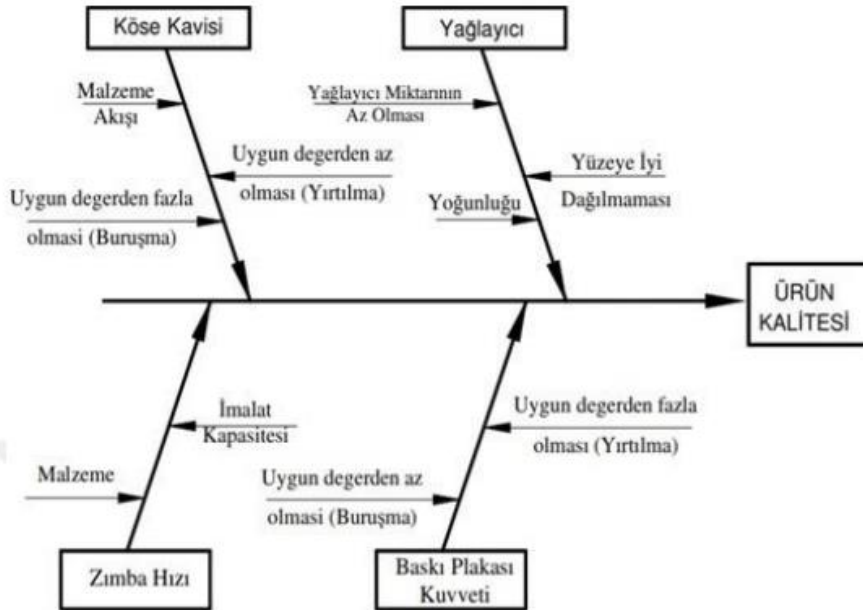 Köse Kavisi
Yağlayıcı
Malzeme
Akışı
Yağlayıcı Miktarının
Az Olması
Uygun degerden az
olması (Yırtılma)
Yüzeye İyi
Dağılmaması
Uygun degerden fazla
olmasi (Buruşma)
Yoğunluğu
ÜRÜN
KALİTESİ
İmalat
Kapasitesi
Uygun degerden fazla
olması (Yırtılma)
Malzeme
Uygun degerden az
olmasi (Buruşma)
Zımba Hızı
Baskı Plakası
Kuvveti